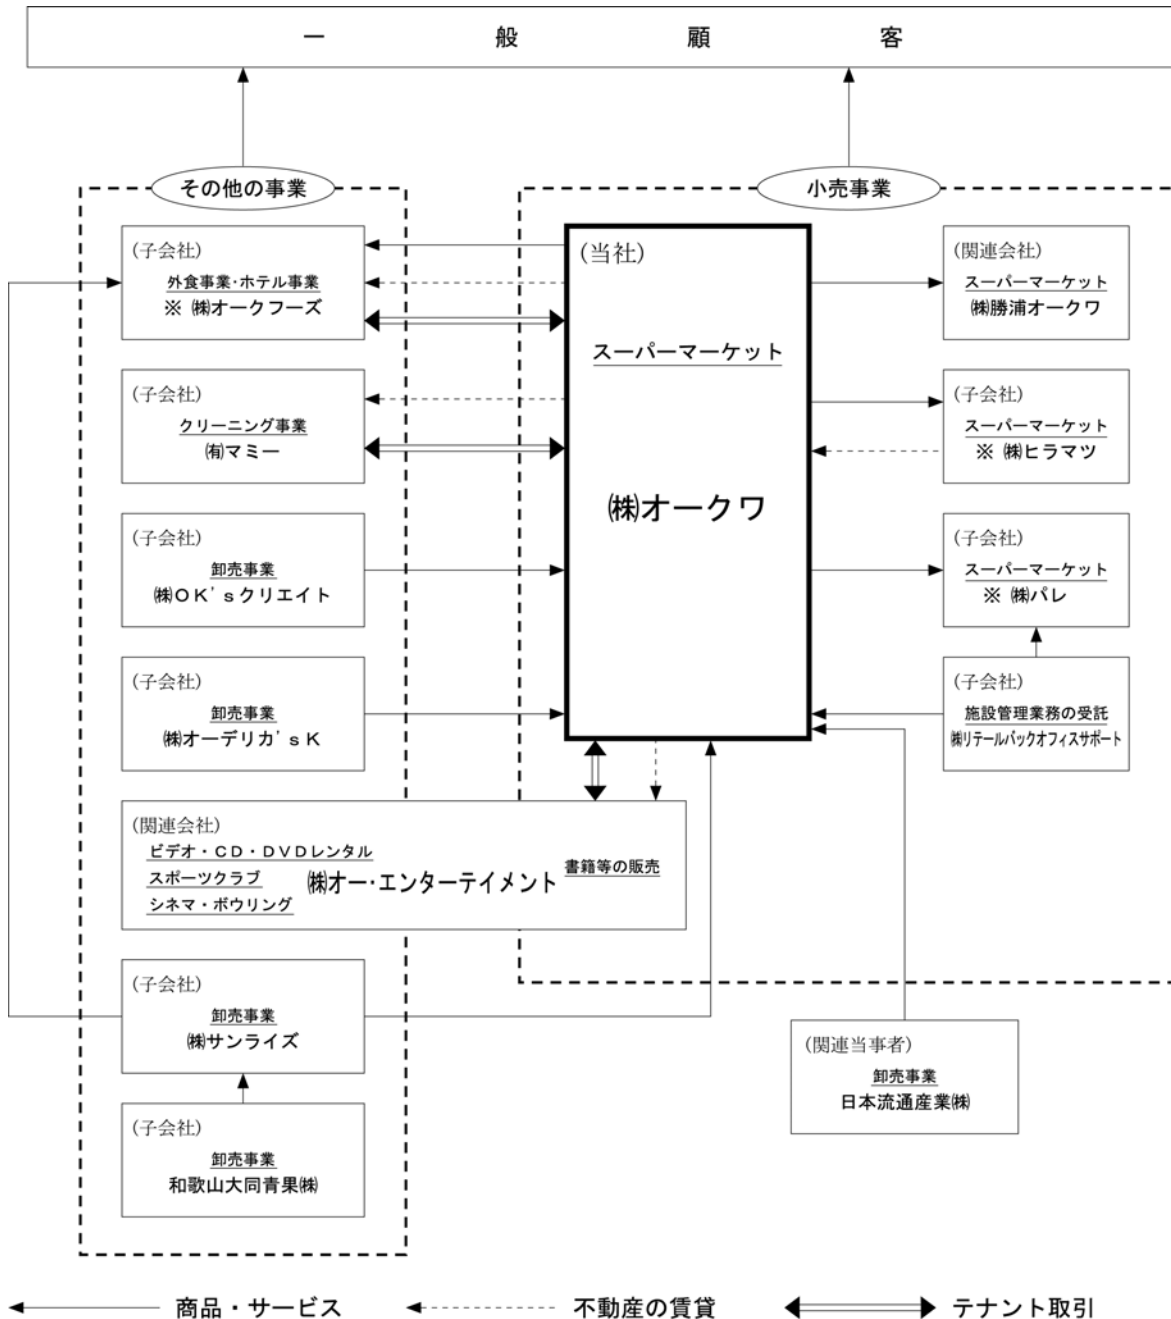 一般顧客
その他の事業
小売事業
(子会社)
外食事業･ホテル事業
※ ㈱オークフーズ
(子会社)
クリーニング事業
㈲マミー
(子会社)
卸売事業
㈱ＯＫ’ｓクリエイト
(子会社)
卸売事業
㈱オーデリカ’ｓＫ
(当社)
スーパーマーケット
㈱オークワ
(関連会社)
スーパーマーケット
㈱勝浦オークワ
(子会社)
スーパーマーケット
※ ㈱ヒラマツ
(子会社)
スーパーマーケット
※ ㈱パレ
(子会社)
施設管理業務の受託
㈱リテールバックオフィスサポート
(関連会社)
ビデオ・ＣＤ・ＤＶＤレンタル
スポーツクラブ
シネマ・ボウリング
㈱オー・エンターテイメント
書籍等の販売
(子会社)
卸売事業
㈱サンライズ
(子会社)
卸売事業
和歌山大同青果㈱
(関連当事者)
卸売事業
日本流通産業㈱
商品・サービス
不動産の賃貸
テナント取引